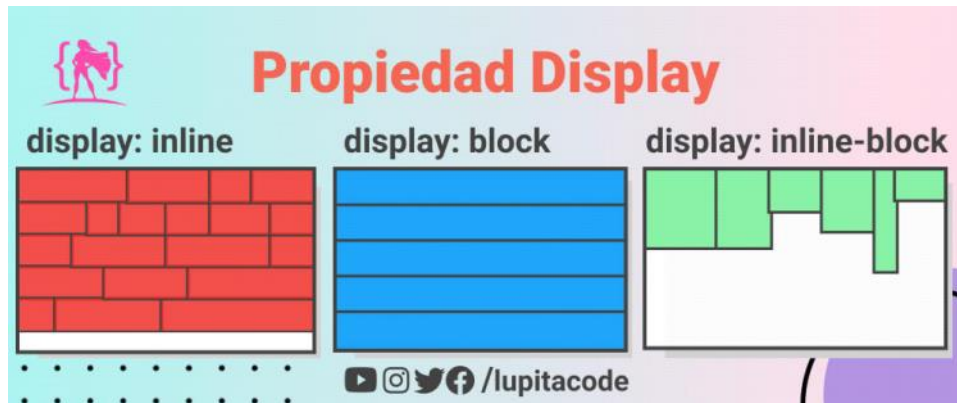 Propiedad Display
display: inline
display: block
display: inline-block
/lupitacode